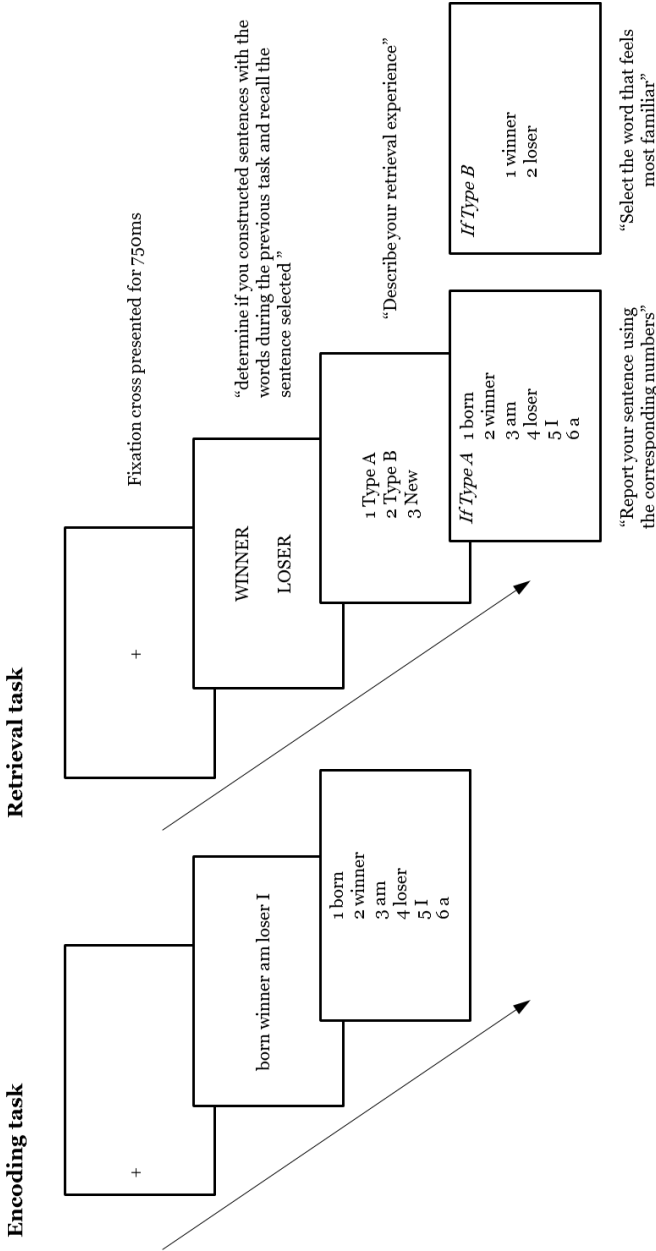 Encoding task
+
born winner am loser I
1 born
2 winner
3 am
4 loser
5 I
6 a
Retrieval task
+
Fixation cross presented for 750ms
WINNER
LOSER
“determine if you constructed sentences with the
words during the previous task and recall the
sentence selected ”
1 Type A
2 Type B
3 New
“Describe your retrieval experience”
If Type A 1 born
2 winner
3 am
4 loser
5 I
6 a
“Report your sentence using
the corresponding numbers”
If Type B
1 winner
2 loser
“Select the word that feels
most familiar”